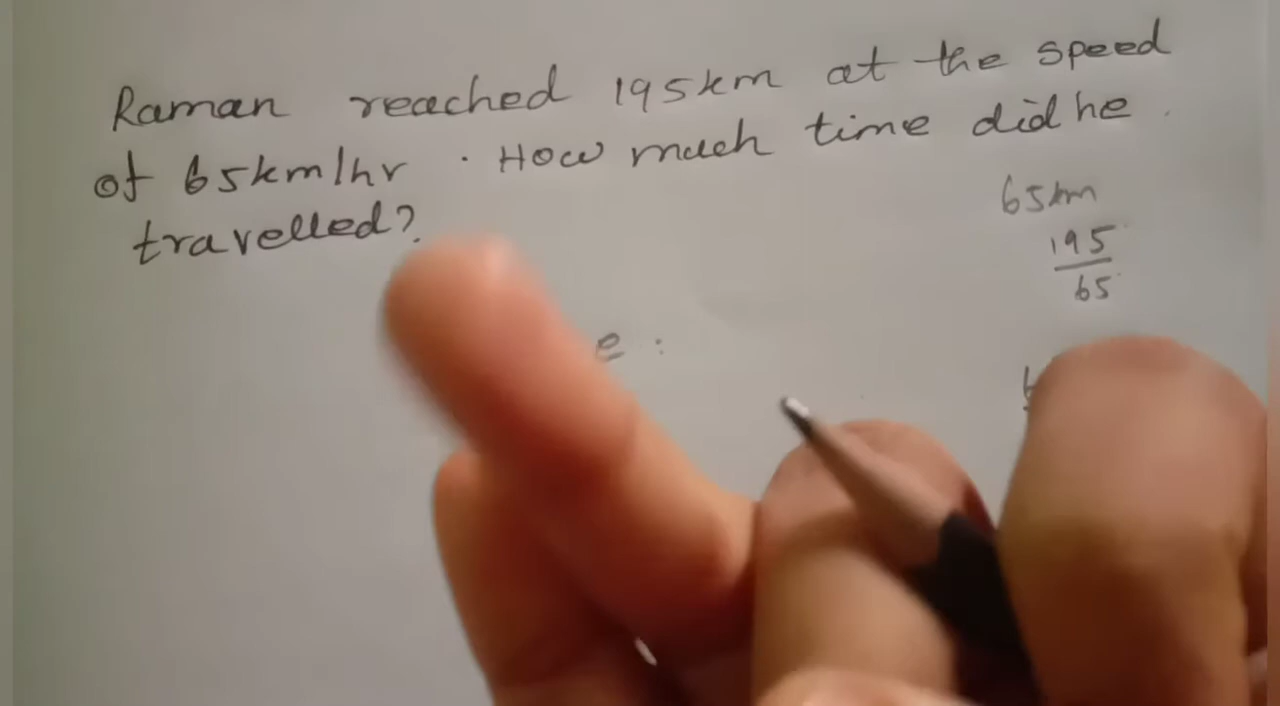 Raman reached 195km at the speed
of 65km/hr . How much time did he
travelled?
65km
195
65
e :